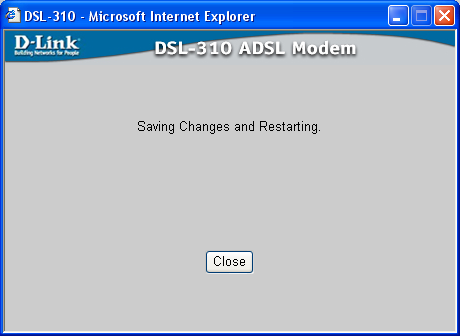 DSL-310 - Microsoft Internet Explorer
D-Link
Building Networks for People
DSL-310 ADSL Modem
Saving Changes and Restarting.
Close